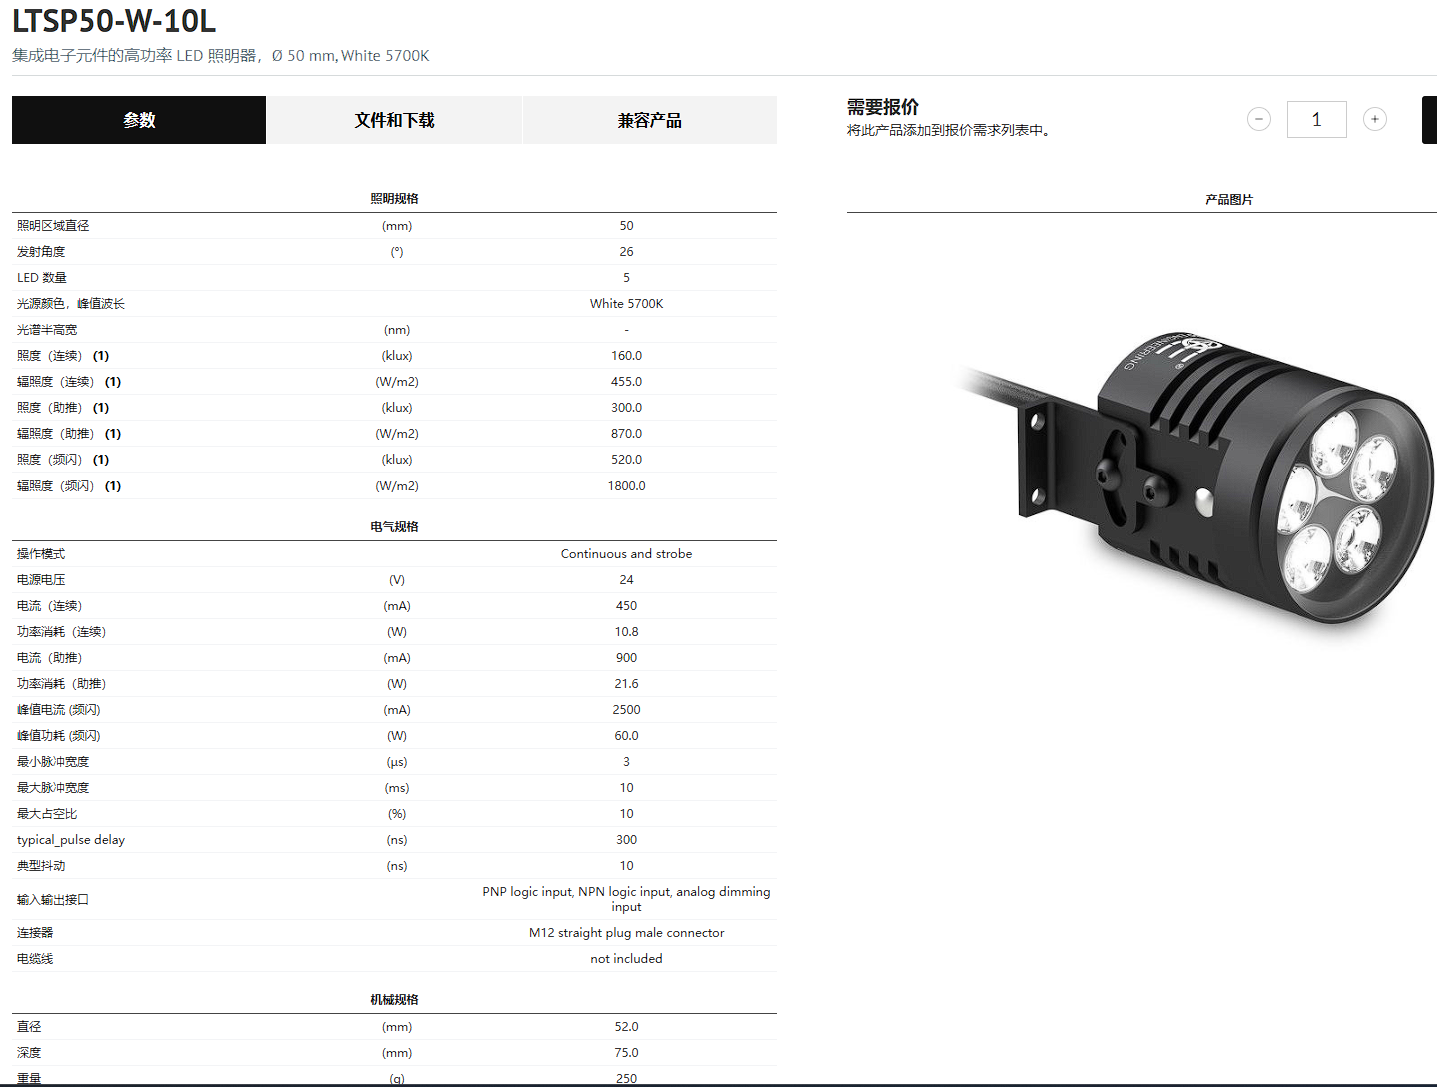 LTSP50-W-10L
集成电子元件的高功率 LED 照明器，Ø 50 mm, White 5700K
参数 文件和下载 兼容产品
需要报价
将此产品添加到报价需求列表中。
− 1 +
照明规格
照明区域直径 (mm) 50
发射角度 (°) 26
LED 数量 5
光源颜色，峰值波长 White 5700K
光谱半高宽 (nm) -
照度（连续） (1) (klux) 160.0
辐照度（连续） (1) (W/m2) 455.0
照度（助推） (1) (klux) 300.0
辐照度（助推） (1) (W/m2) 870.0
照度（频闪） (1) (klux) 520.0
辐照度（频闪） (1) (W/m2) 1800.0
电气规格
操作模式 Continuous and strobe
电源电压 (V) 24
电流（连续） (mA) 450
功率消耗（连续） (W) 10.8
电流（助推） (mA) 900
功率消耗（助推） (W) 21.6
峰值电流 (频闪) (mA) 2500
峰值功耗 (频闪) (W) 60.0
最小脉冲宽度 (µs) 3
最大脉冲宽度 (ms) 10
最大占空比 (%) 10
typical_pulse delay (ns) 300
典型抖动 (ns) 10
输入输出接口 PNP logic input, NPN logic input, analog dimming
input
连接器 M12 straight plug male connector
电缆线 not included
机械规格
直径 (mm) 52.0
深度 (mm) 75.0
重量 (g) 250
产品图片
®